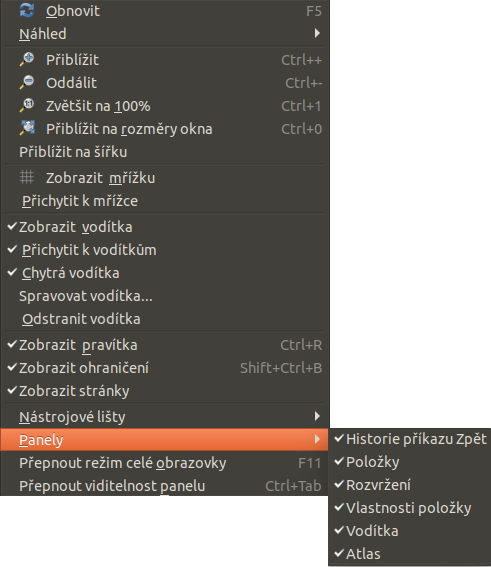 Obnovit F5
Náhled
Přiblížit Ctrl++
Oddálit Ctrl+-
Zvětšit na 100% Ctrl+1
Přiblížit na rozměry okna Ctrl+0
Přiblížit na šířku
Zobrazit mřížku
Přichytit k mřížce
Zobrazit vodítka
Přichytit k vodítkům
Chytrá vodítka
Spravovat vodítka...
Odstranit vodítka
Zobrazit pravítka Ctrl+R
Zobrazit ohraničení Shift+Ctrl+B
Zobrazit stránky
Nástrojové lišty
Panely
Přepnout režim celé obrazovky F11
Přepnout viditelnost panelu Ctrl+Tab
Historie příkazu Zpět
Položky
Rozvržení
Vlastnosti položky
Vodítka
Atlas